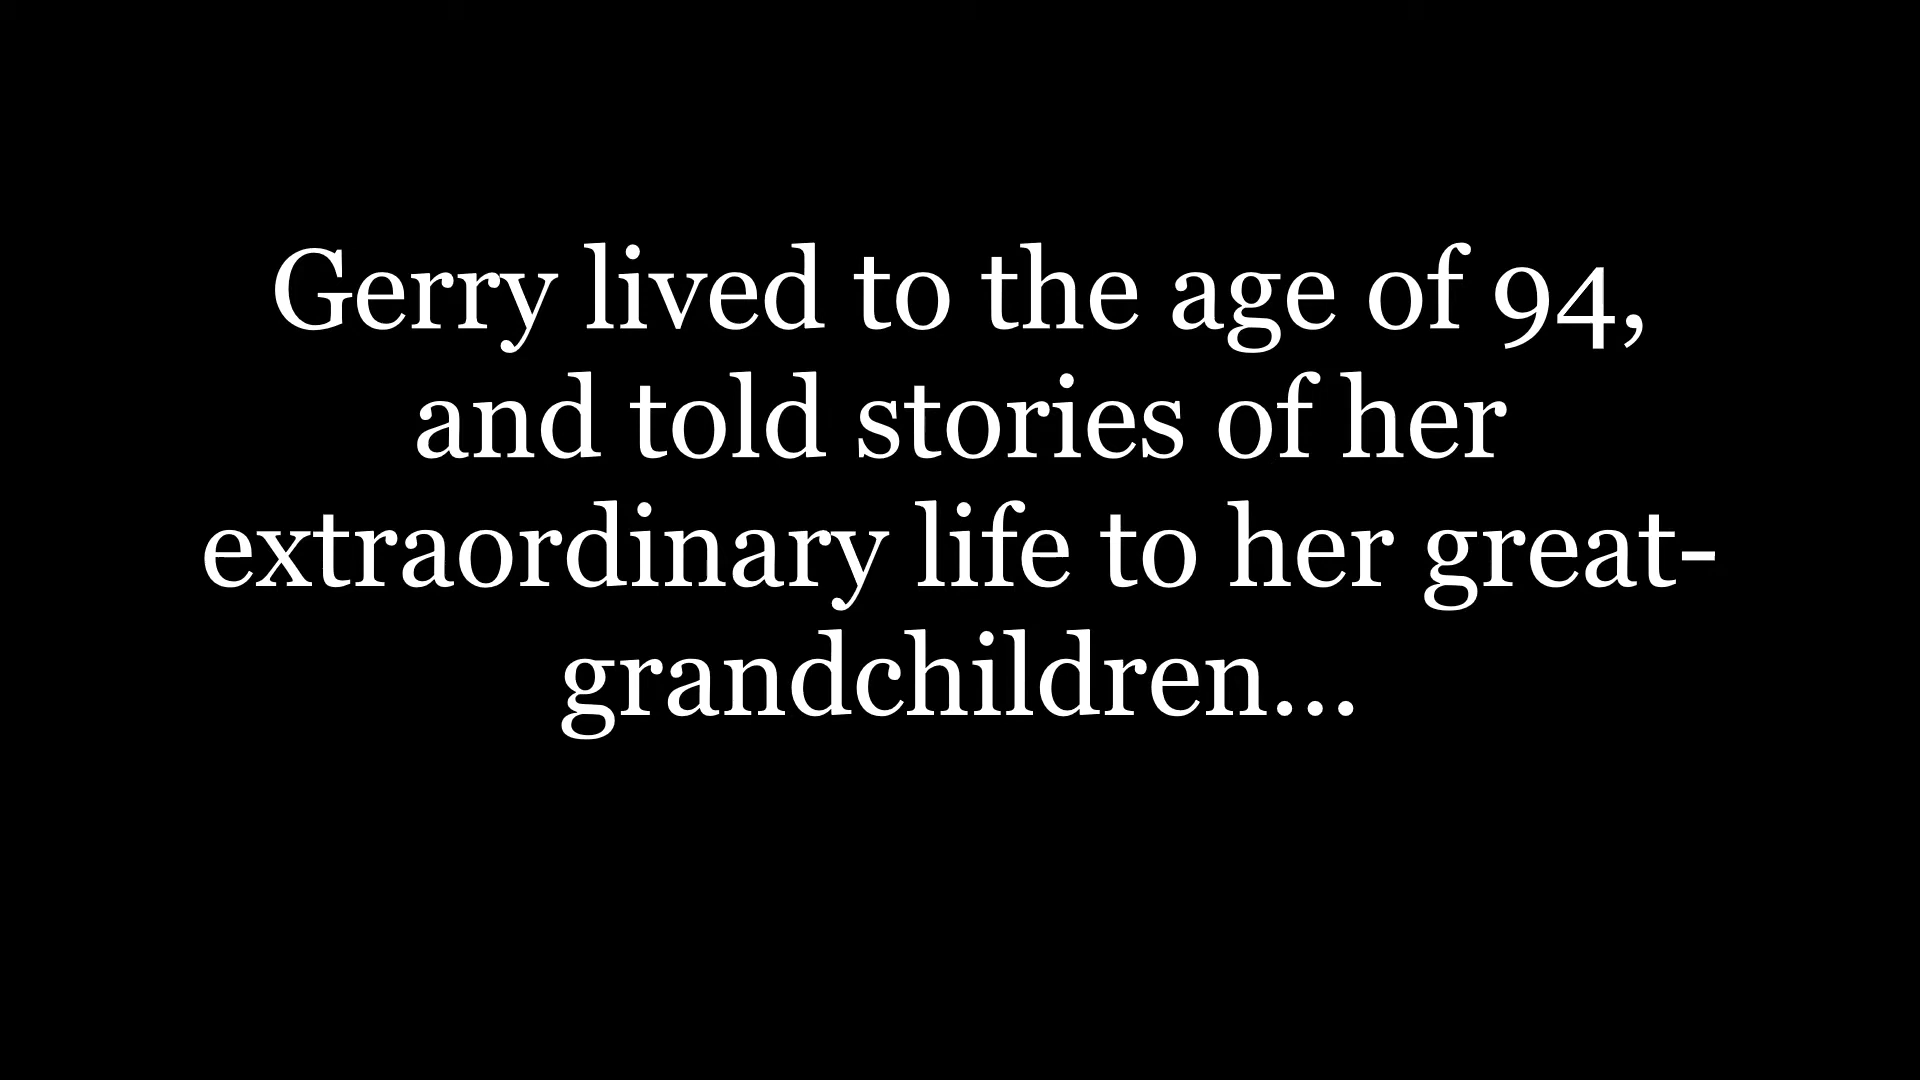 Gerry lived to the age of 94,
and told stories of her
extraordinary life to her great-
grandchildren...